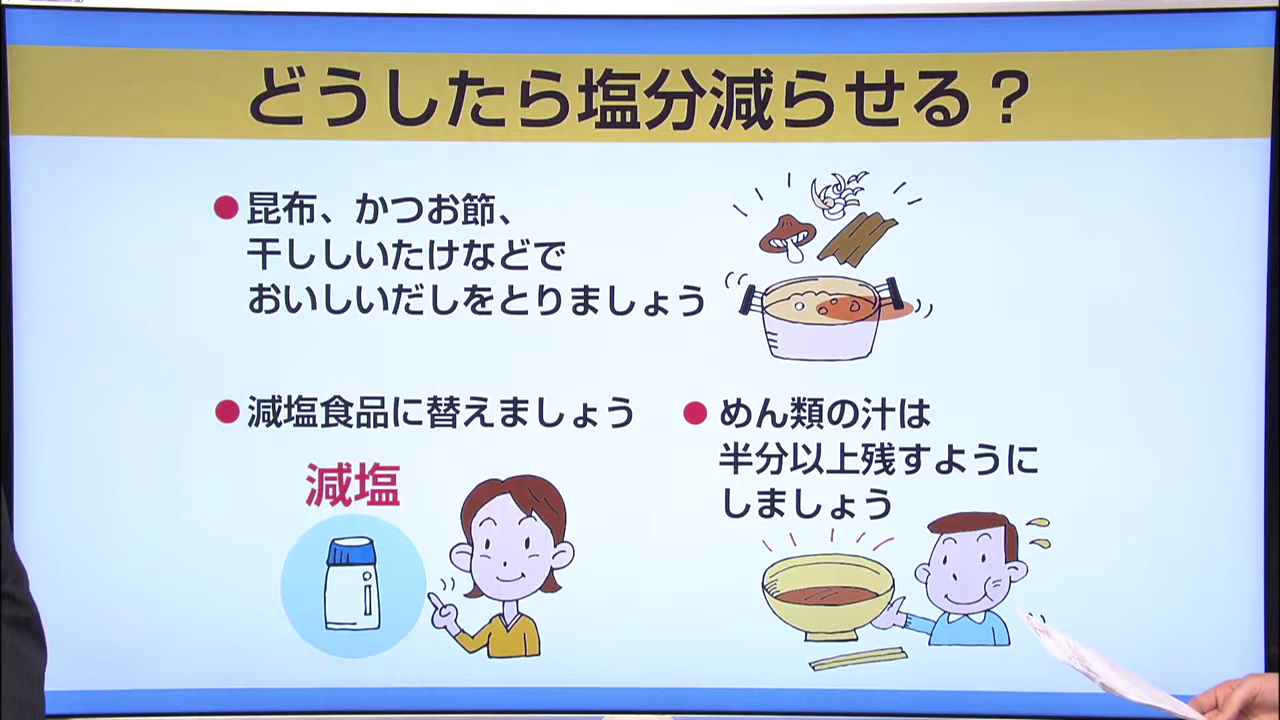 どうしたら塩分減らせる？
●昆布、かつお節、
干ししいたけなどで
おいしいだしをとりましょう
●減塩食品に替えましょう
減塩
●めん類の汁は
半分以上残すように
しましょう